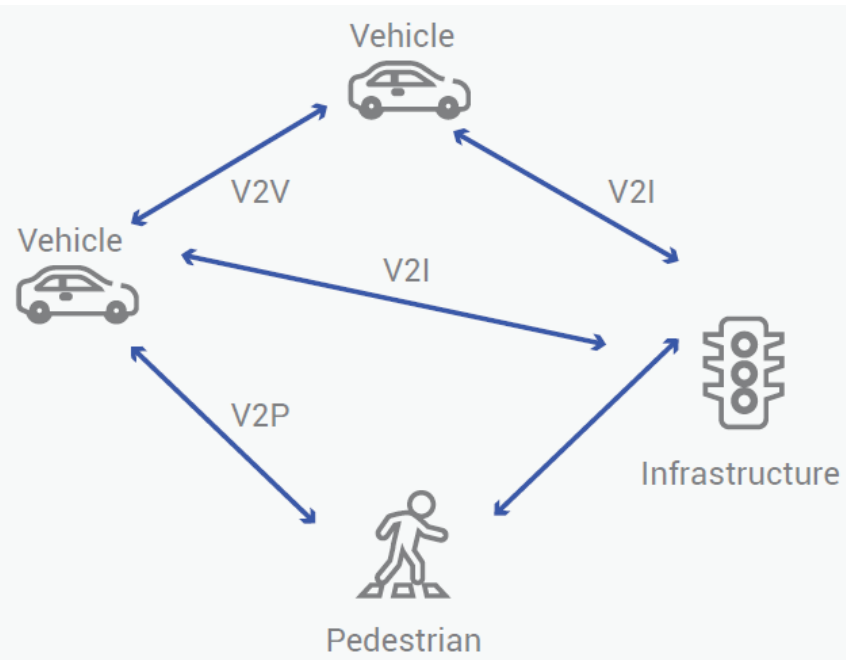 Vehicle
V2V
V2I
Vehicle
V2I
V2P
Infrastructure
Pedestrian